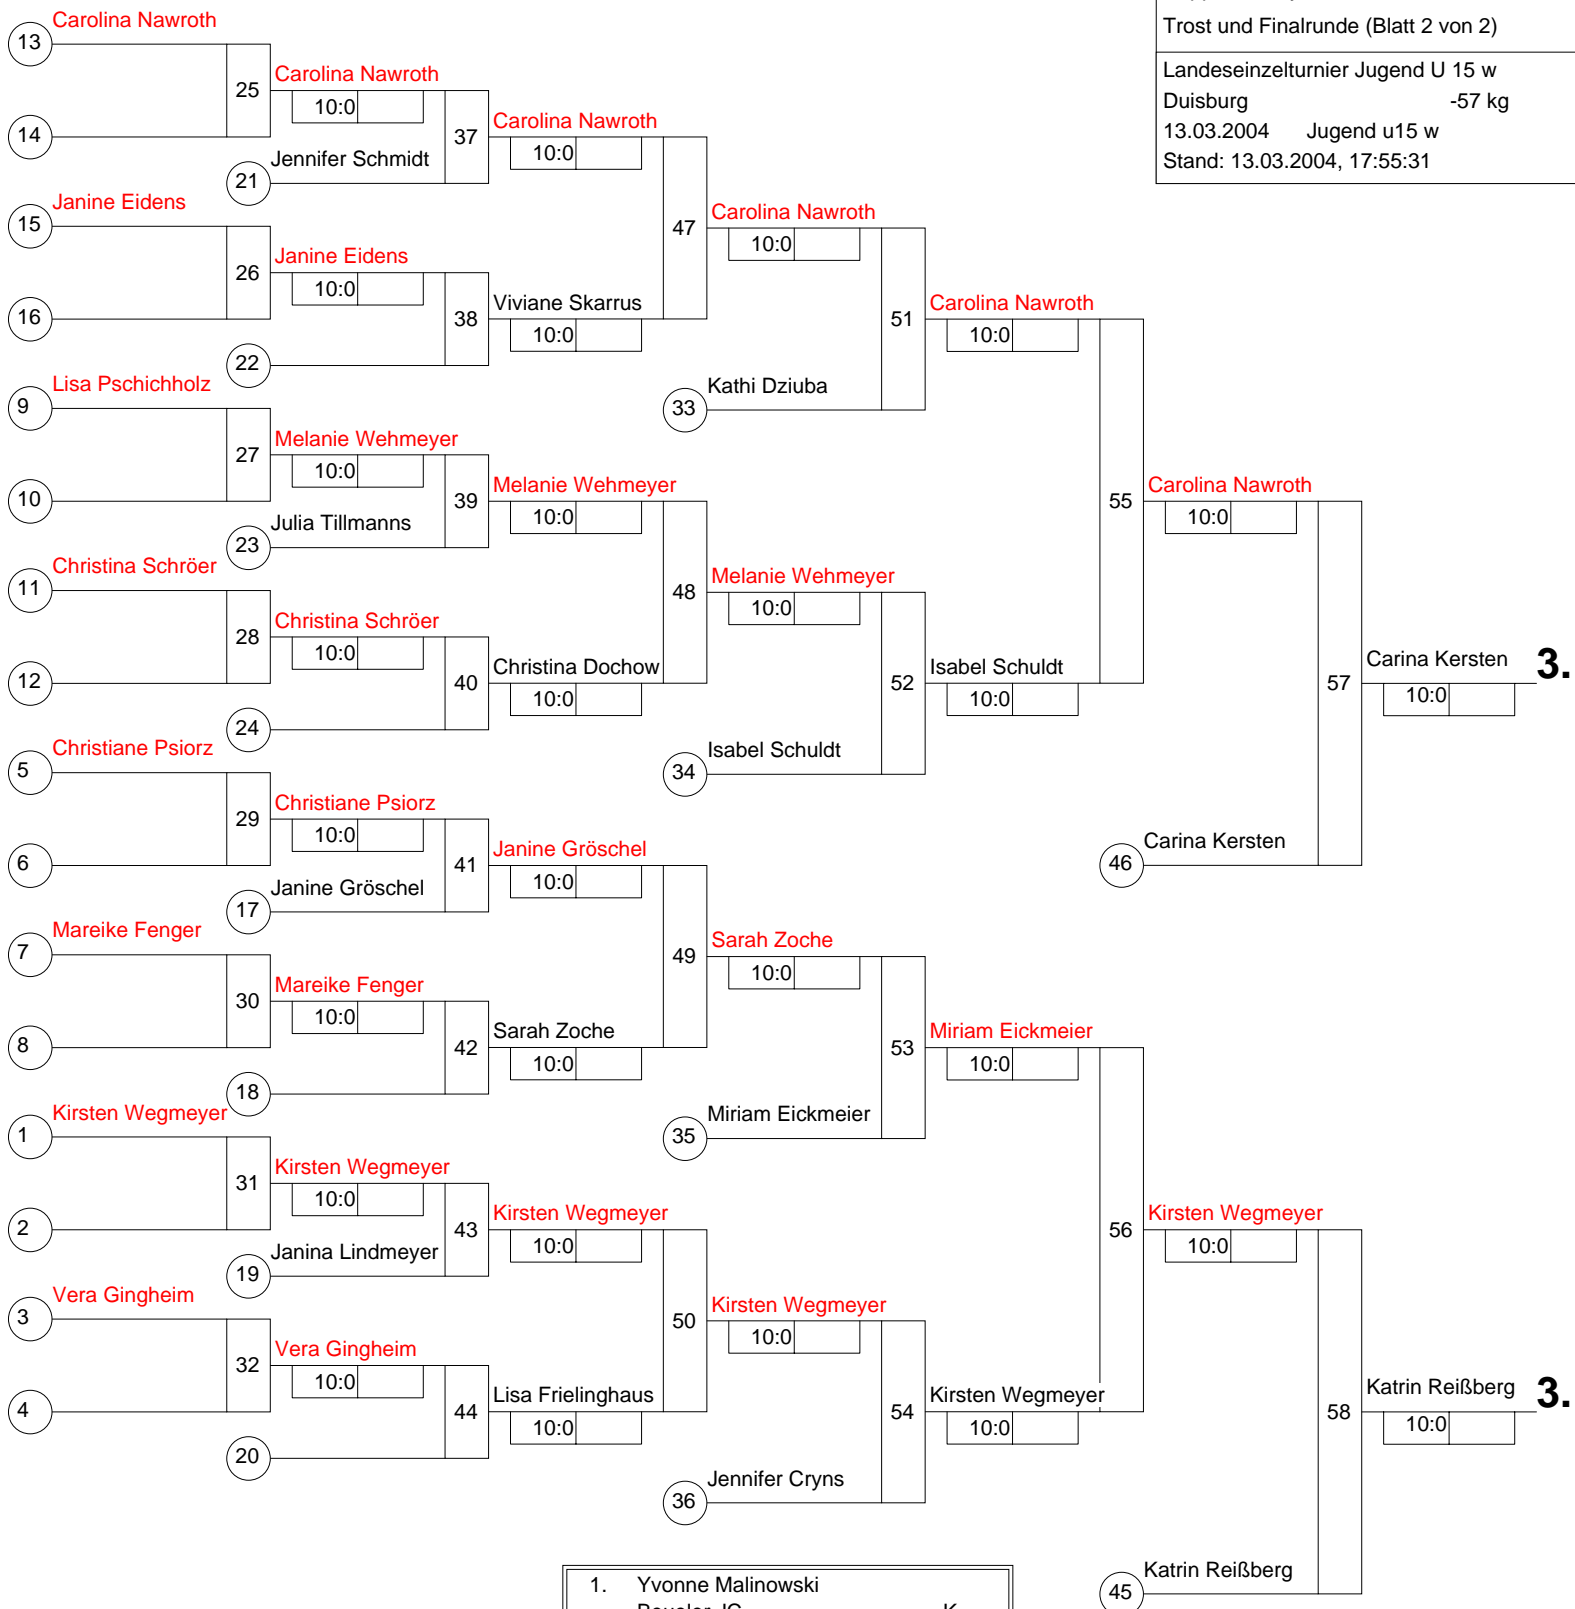 Trost und Finalrunde (Blatt 2 von 2)
Landeseinzelturnier Jugend U 15 w
Duisburg -57 kg
13.03.2004 Jugend u15 w
Stand: 13.03.2004, 17:55:31
13 Carolina Nawroth
14
25 Carolina Nawroth
10:0
21 Jennifer Schmidt
37 Carolina Nawroth
10:0
15 Janine Eidens
16
26 Janine Eidens
10:0
22
38 Viviane Skarrus
10:0
47 Carolina Nawroth
10:0
33 Kathi Dziuba
51 Carolina Nawroth
10:0
9 Lisa Pschichholz
10
27 Melanie Wehmeyer
10:0
23 Julia Tillmanns
39 Melanie Wehmeyer
10:0
11 Christina Schröer
12
28 Christina Schröer
10:0
24
40 Christina Dochow
10:0
48 Melanie Wehmeyer
10:0
34 Isabel Schuldt
52 Isabel Schuldt
10:0
55 Carolina Nawroth
10:0
46 Carina Kersten
57 Carina Kersten 3.
10:0
5 Christiane Psiorz
6
29 Christiane Psiorz
10:0
17 Janine Gröschel
41 Janine Gröschel
10:0
7 Mareike Fenger
8
30 Mareike Fenger
10:0
18
42 Sarah Zoche
10:0
49 Sarah Zoche
10:0
35 Miriam Eickmeier
53 Miriam Eickmeier
10:0
1 Kirsten Wegmeyer
2
31 Kirsten Wegmeyer
10:0
19 Janina Lindmeyer
43 Kirsten Wegmeyer
10:0
3 Vera Gingheim
4
32 Vera Gingheim
10:0
20
44 Lisa Frielinghaus
10:0
50 Kirsten Wegmeyer
10:0
36 Jennifer Cryns
54 Kirsten Wegmeyer
10:0
56 Kirsten Wegmeyer
10:0
45 Katrin Reißberg
58 Katrin Reißberg 3.
10:0
1. Yvonne Malinowski